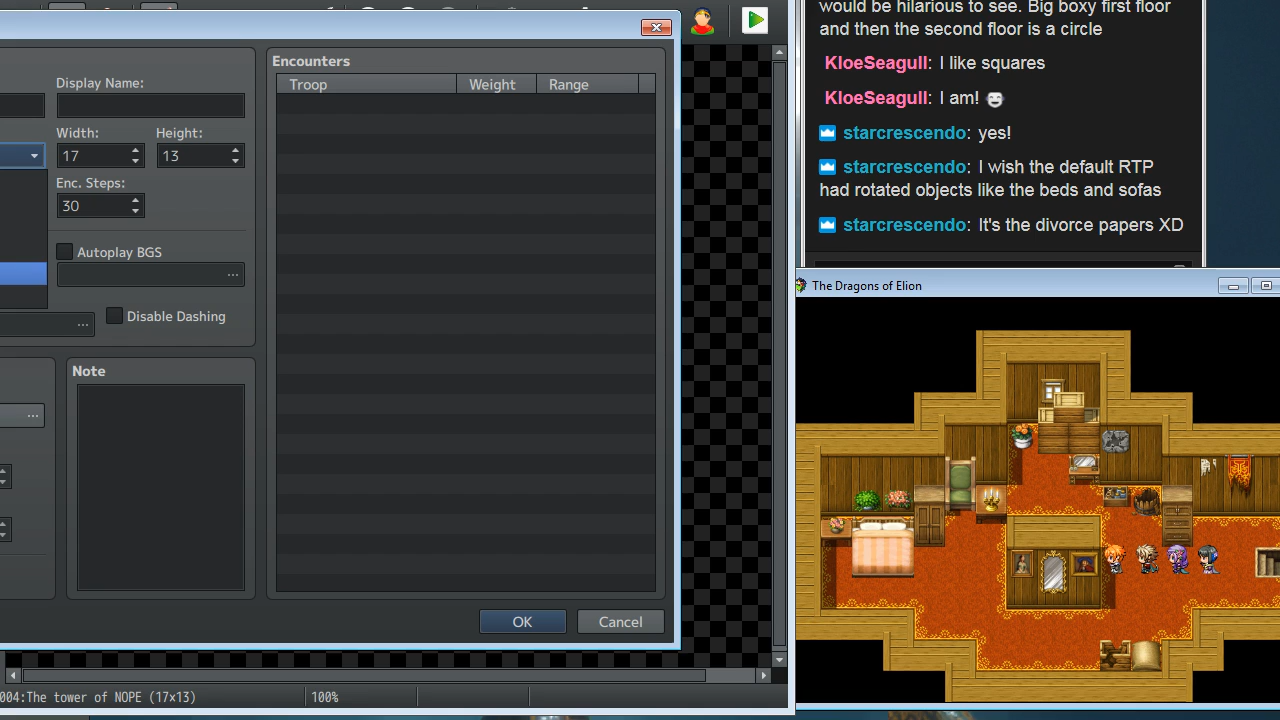 Encounters
Troop Weight Range
Display Name:
Width: Height:
17 13
Enc. Steps:
30
Autoplay BGS
...
... Disable Dashing
Note
...
OK Cancel
004:The tower of NOPE (17x13) 100%
would be hilarious to see. Big boxy first floor
and then the second floor is a circle
KloeSeagull: I like squares
KloeSeagull: I am!
starcrescendo: yes!
starcrescendo: I wish the default RTP
had rotated objects like the beds and sofas
starcrescendo: It's the divorce papers XD
The Dragons of Elion